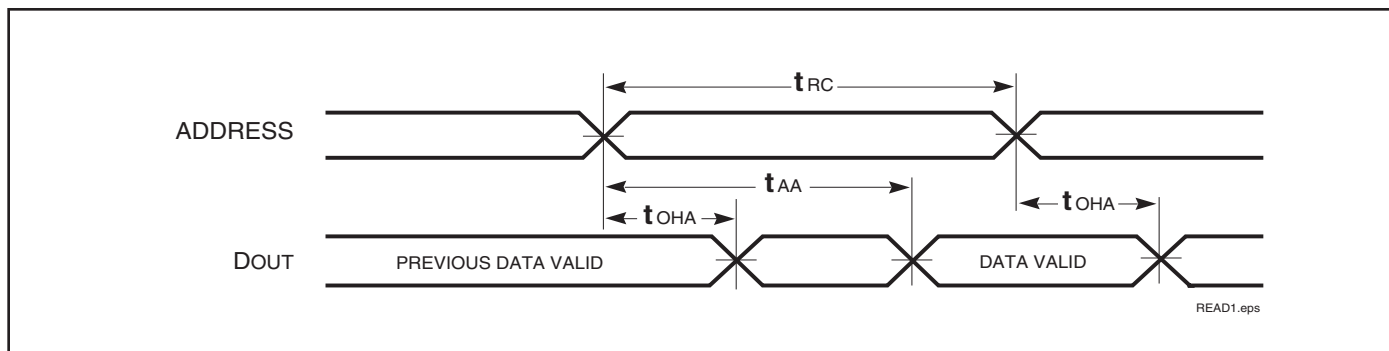 tRC
ADDRESS
tAA
tOHA
tOHA
DOUT
PREVIOUS DATA VALID
DATA VALID
READ1.eps